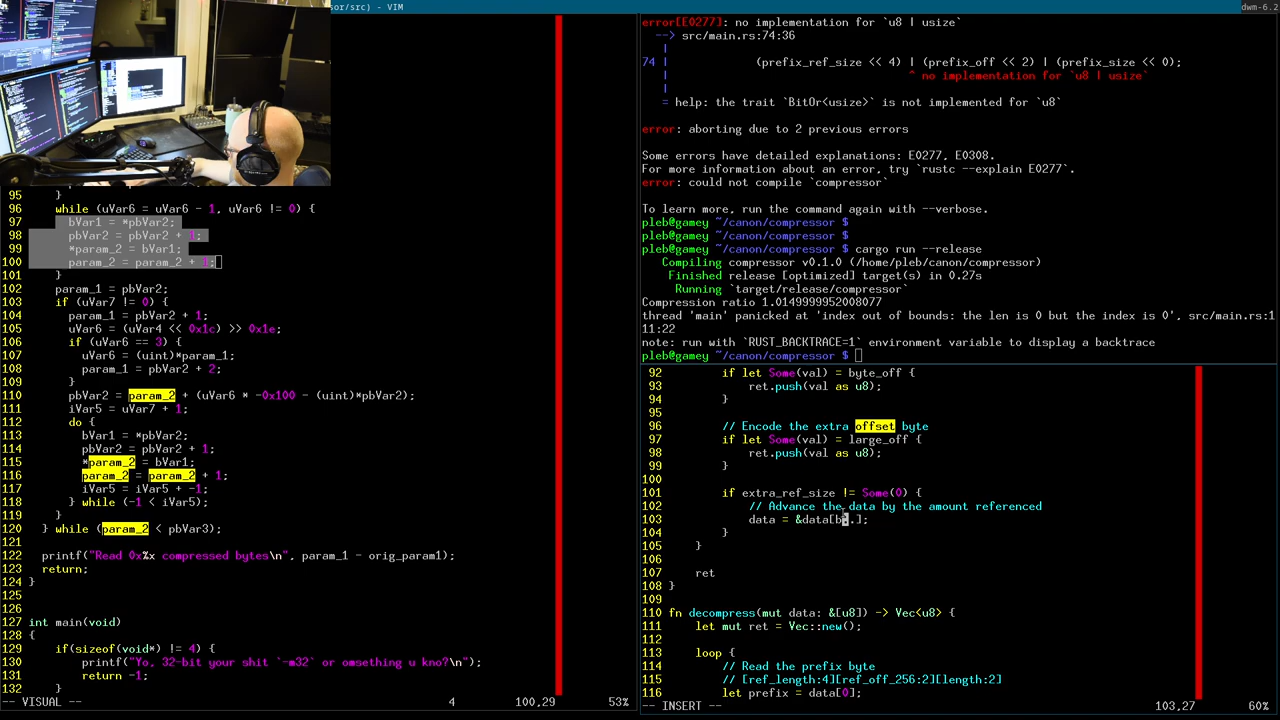 sor/src) - VIM
dwm-6.2
95     }
96    while (uVar6 = uVar6 - 1, uVar6 != 0) {
97      bVar1 = *pbVar2;
98      pbVar2 = pbVar2 + 1;
99      *param_2 = bVar1;
100      param_2 = param_2 + 1;
101    }
102    param_1 = pbVar2;
103    if (uVar7 != 0) {
104      param_1 = pbVar2 + 1;
105      uVar6 = (uVar4 << 0x1c) >> 0x1e;
106      if (uVar6 == 3) {
107        uVar6 = (uint)*param_1;
108        param_1 = pbVar2 + 2;
109      }
110      pbVar2 = param_2 + (uVar6 * -0x100 - (uint)*pbVar2);
111      iVar5 = uVar7 + 1;
112      do {
113        bVar1 = *pbVar2;
114        pbVar2 = pbVar2 + 1;
115        *param_2 = bVar1;
116        param_2 = param_2 + 1;
117        iVar5 = iVar5 + -1;
118      } while (-1 < iVar5);
119    }
120  } while (param_2 < pbVar3);
121
122  printf("Read 0x%x compressed bytes\n", param_1 - orig_param1);
123  return;
124 }
125
126
127 int main(void)
128 {
129    if(sizeof(void*) != 4) {
130        printf("Yo, 32-bit your shit `-m32` or omsething u kno?\n");
131        return -1;
132    }
-- VISUAL --    4    100,29    53%
error[E0277]: no implementation for `u8 | usize`
--> src/main.rs:74:36
|
74 |             (prefix_ref_size << 4) | (prefix_off << 2) | (prefix_size << 0);
|                                    ^ no implementation for `u8 | usize`
|
= help: the trait `BitOr<usize>` is not implemented for `u8`
error: aborting due to 2 previous errors
Some errors have detailed explanations: E0277, E0308.
For more information about an error, try `rustc --explain E0277`.
error: could not compile `compressor`
To learn more, run the command again with --verbose.
pleb@gamey ~/canon/compressor $
pleb@gamey ~/canon/compressor $
pleb@gamey ~/canon/compressor $ cargo run --release
Compiling compressor v0.1.0 (/home/pleb/canon/compressor)
Finished release [optimized] target(s) in 0.27s
Running `target/release/compressor`
Compression ratio 1.0149999952008077
thread 'main' panicked at 'index out of bounds: the len is 0 but the index is 0', src/main.rs:1
11:22
note: run with `RUST_BACKTRACE=1` environment variable to display a backtrace
pleb@gamey ~/canon/compressor $
92        if let Some(val) = byte_off {
93            ret.push(val as u8);
94        }
95
96        // Encode the extra offset byte
97        if let Some(val) = large_off {
98            ret.push(val as u8);
99        }
100
101        if extra_ref_size != Some(0) {
102            // Advance the data by the amount referenced
103            data = &data[b..];
104        }
105    }
106
107    ret
108 }
109
110 fn decompress(mut data: &[u8]) -> Vec<u8> {
111    let mut ret = Vec::new();
112
113    loop {
114        // Read the prefix byte
115        // [ref_length:4][ref_off_256:2][length:2]
116        let prefix = data[0];
-- INSERT --    103,27    60%